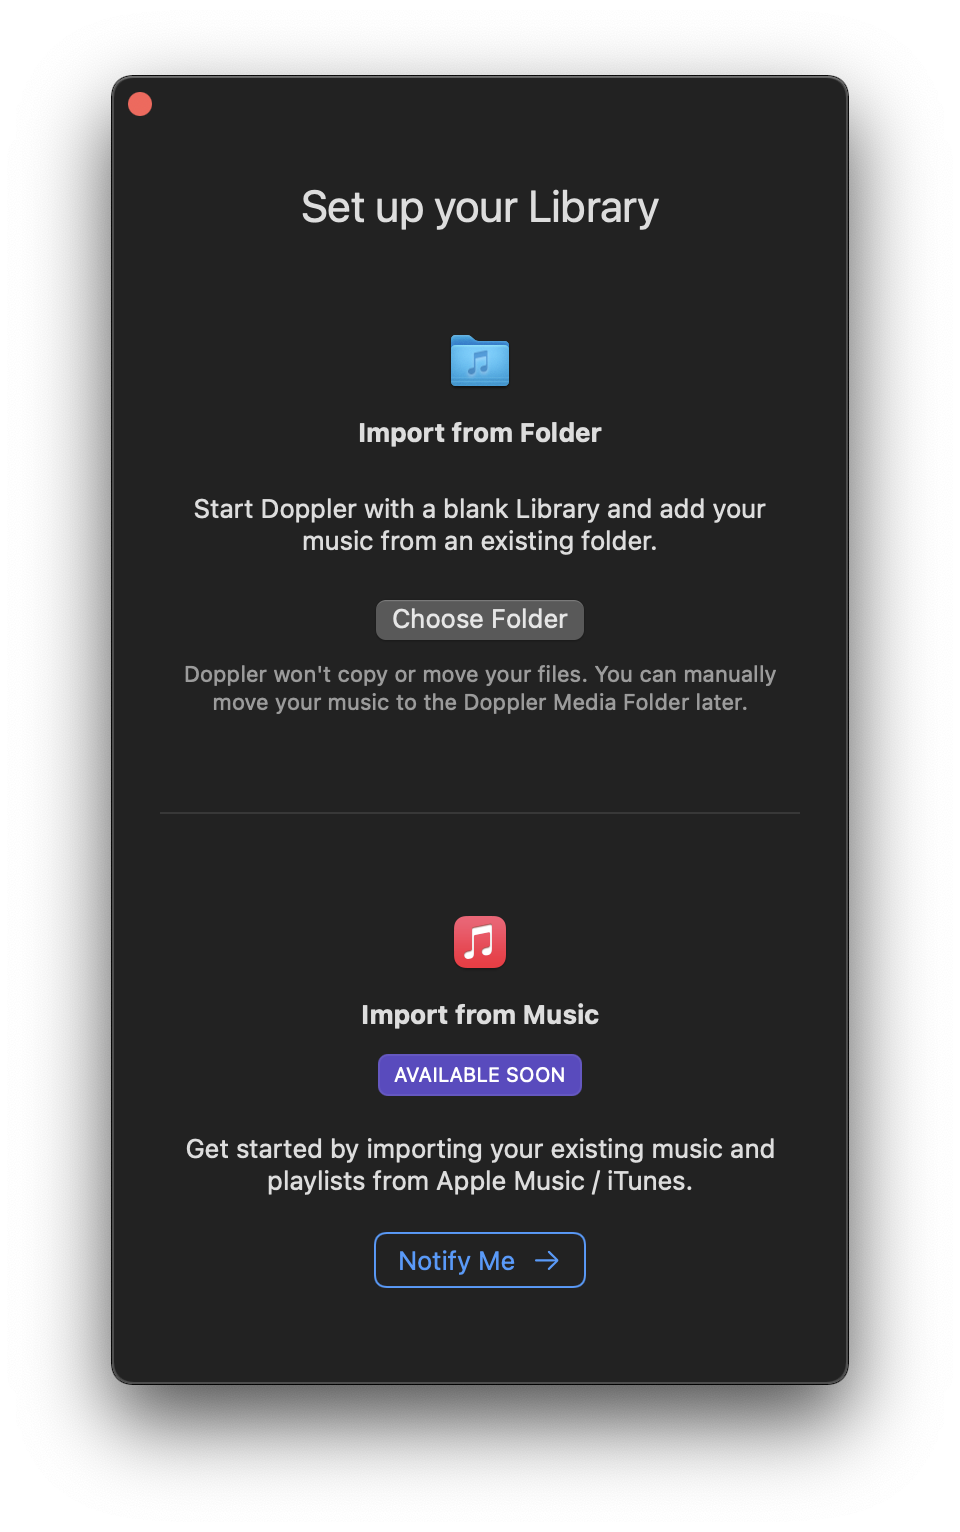 Set up your Library
Import from Folder
Start Doppler with a blank Library and add your
music from an existing folder.
Choose Folder
Doppler won't copy or move your files. You can manually
move your music to the Doppler Media Folder later.
Import from Music
AVAILABLE SOON
Get started by importing your existing music and
playlists from Apple Music / iTunes.
Notify Me →